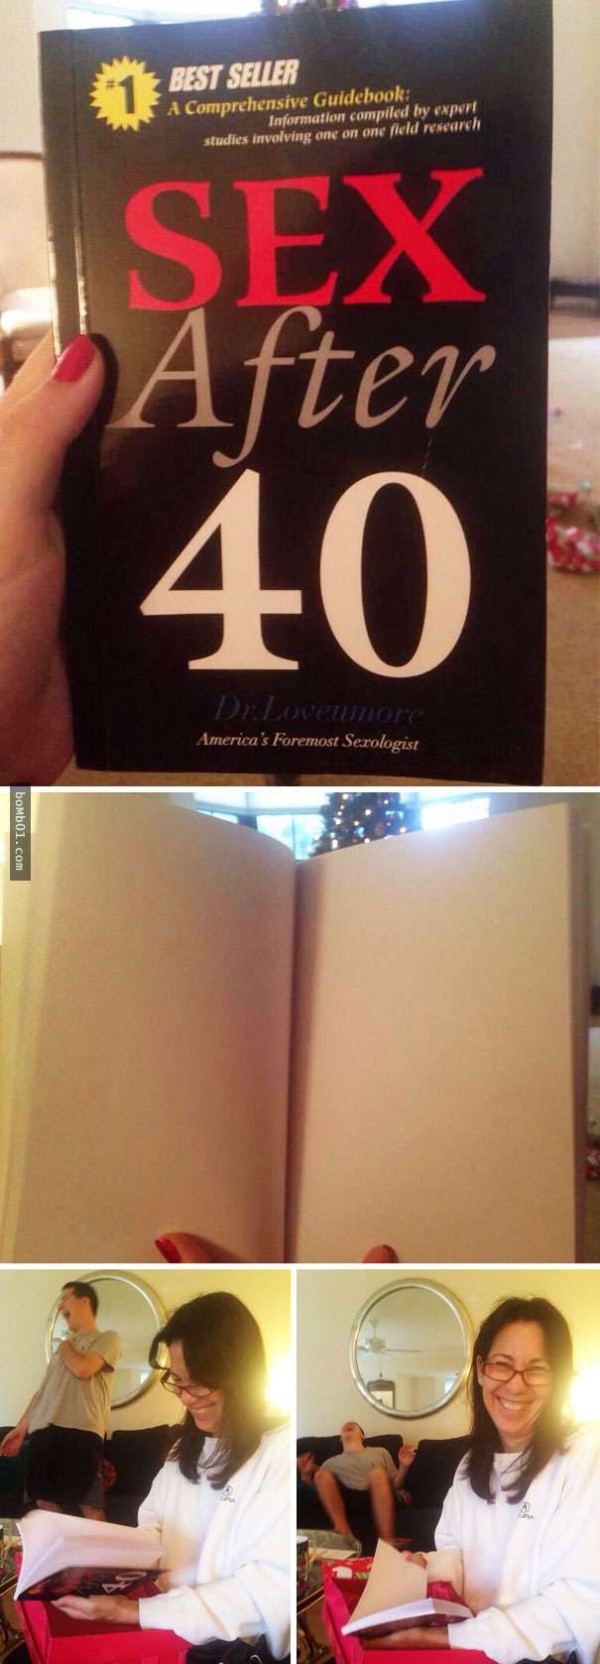 #1
BEST SELLER
A Comprehensive Guidebook:
Information compiled by expert
studies involving one on one field research
SEX
After
40
Dr.Loveumore
America's Foremost Sexologist
bomb01.com
40